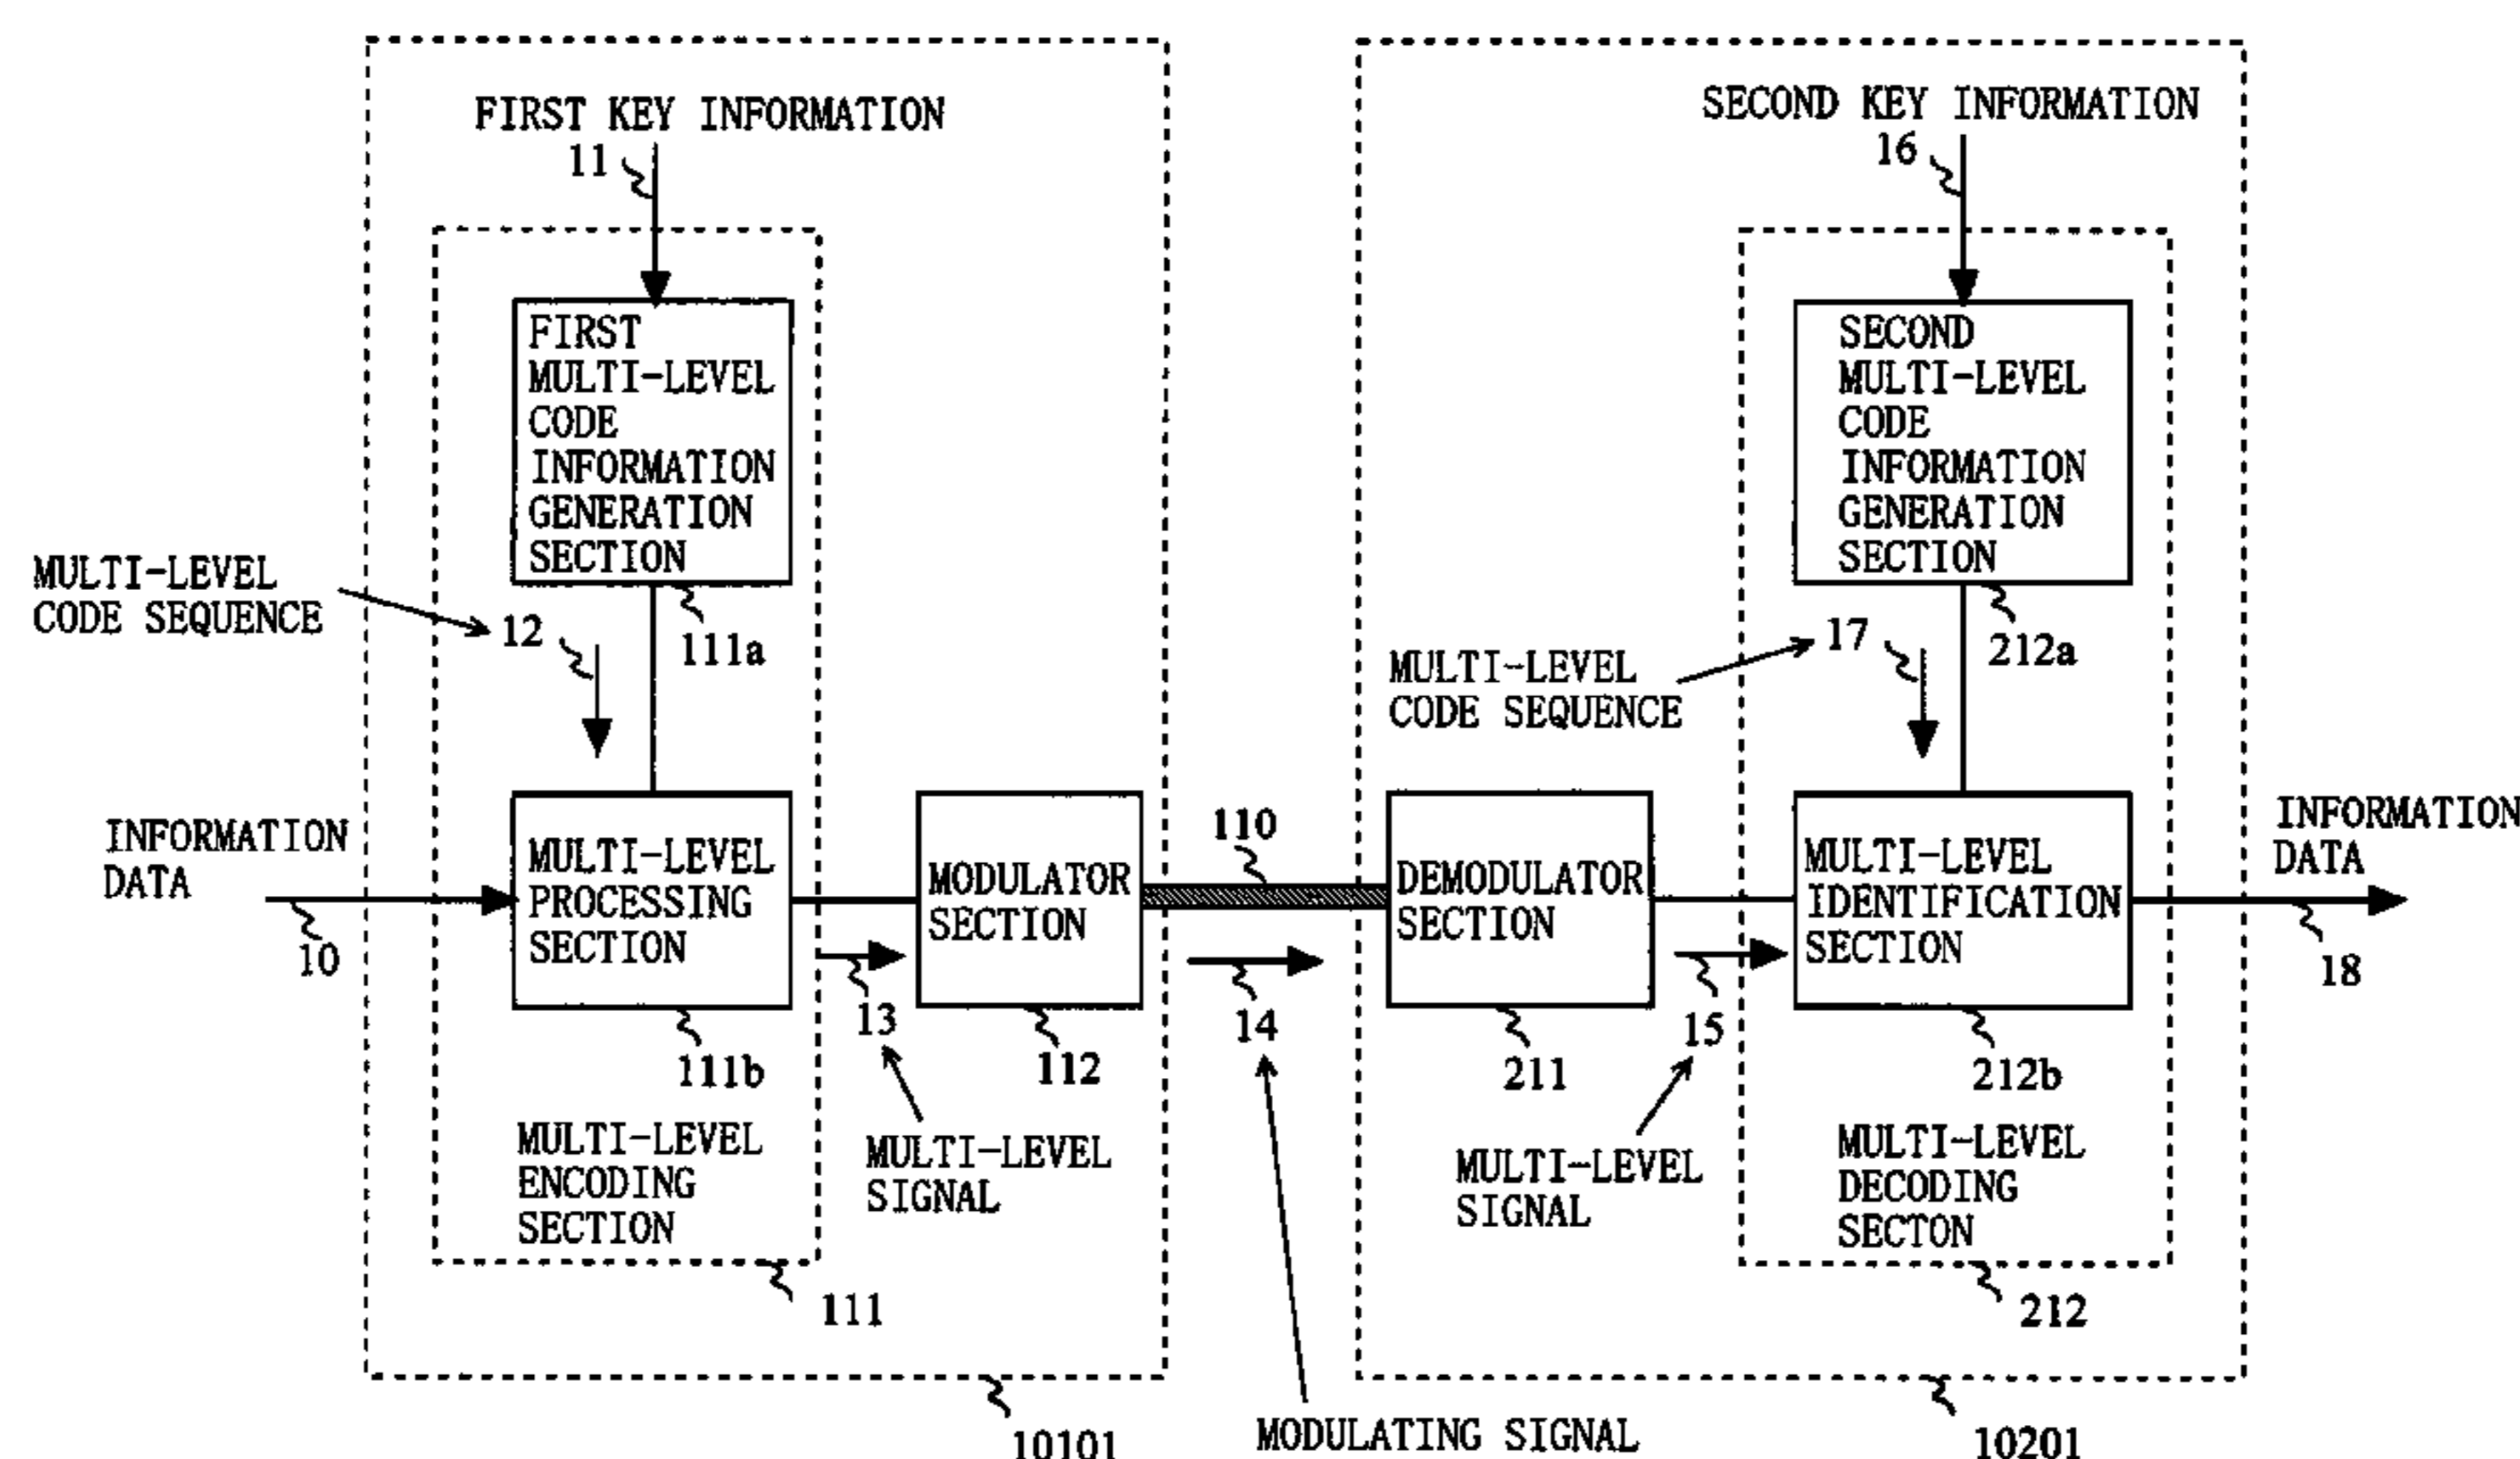 FIRST KEY INFORMATION
11
SECOND KEY INFORMATION
16
FIRST
MULTI-LEVEL
CODE
INFORMATION
GENERATION
SECTION
111a
SECOND
MULTI-LEVEL
CODE
INFORMATION
GENERATION
SECTION
212a
MULTI-LEVEL
CODE SEQUENCE
12
MULTI-LEVEL
CODE SEQUENCE
17
INFORMATION
DATA
10
MULTI-LEVEL
PROCESSING
SECTION
111b
13
MODULATOR
SECTION
112
110
14
DEMODULATOR
SECTION
211
15
MULTI-LEVEL
IDENTIFICATION
SECTION
212b
INFORMATION
DATA
18
MULTI-LEVEL
ENCODING
SECTION
111
MULTI-LEVEL
SIGNAL
MULTI-LEVEL
SIGNAL
MULTI-LEVEL
DECODING
SECTON
212
10101
MODULATING SIGNAL
10201